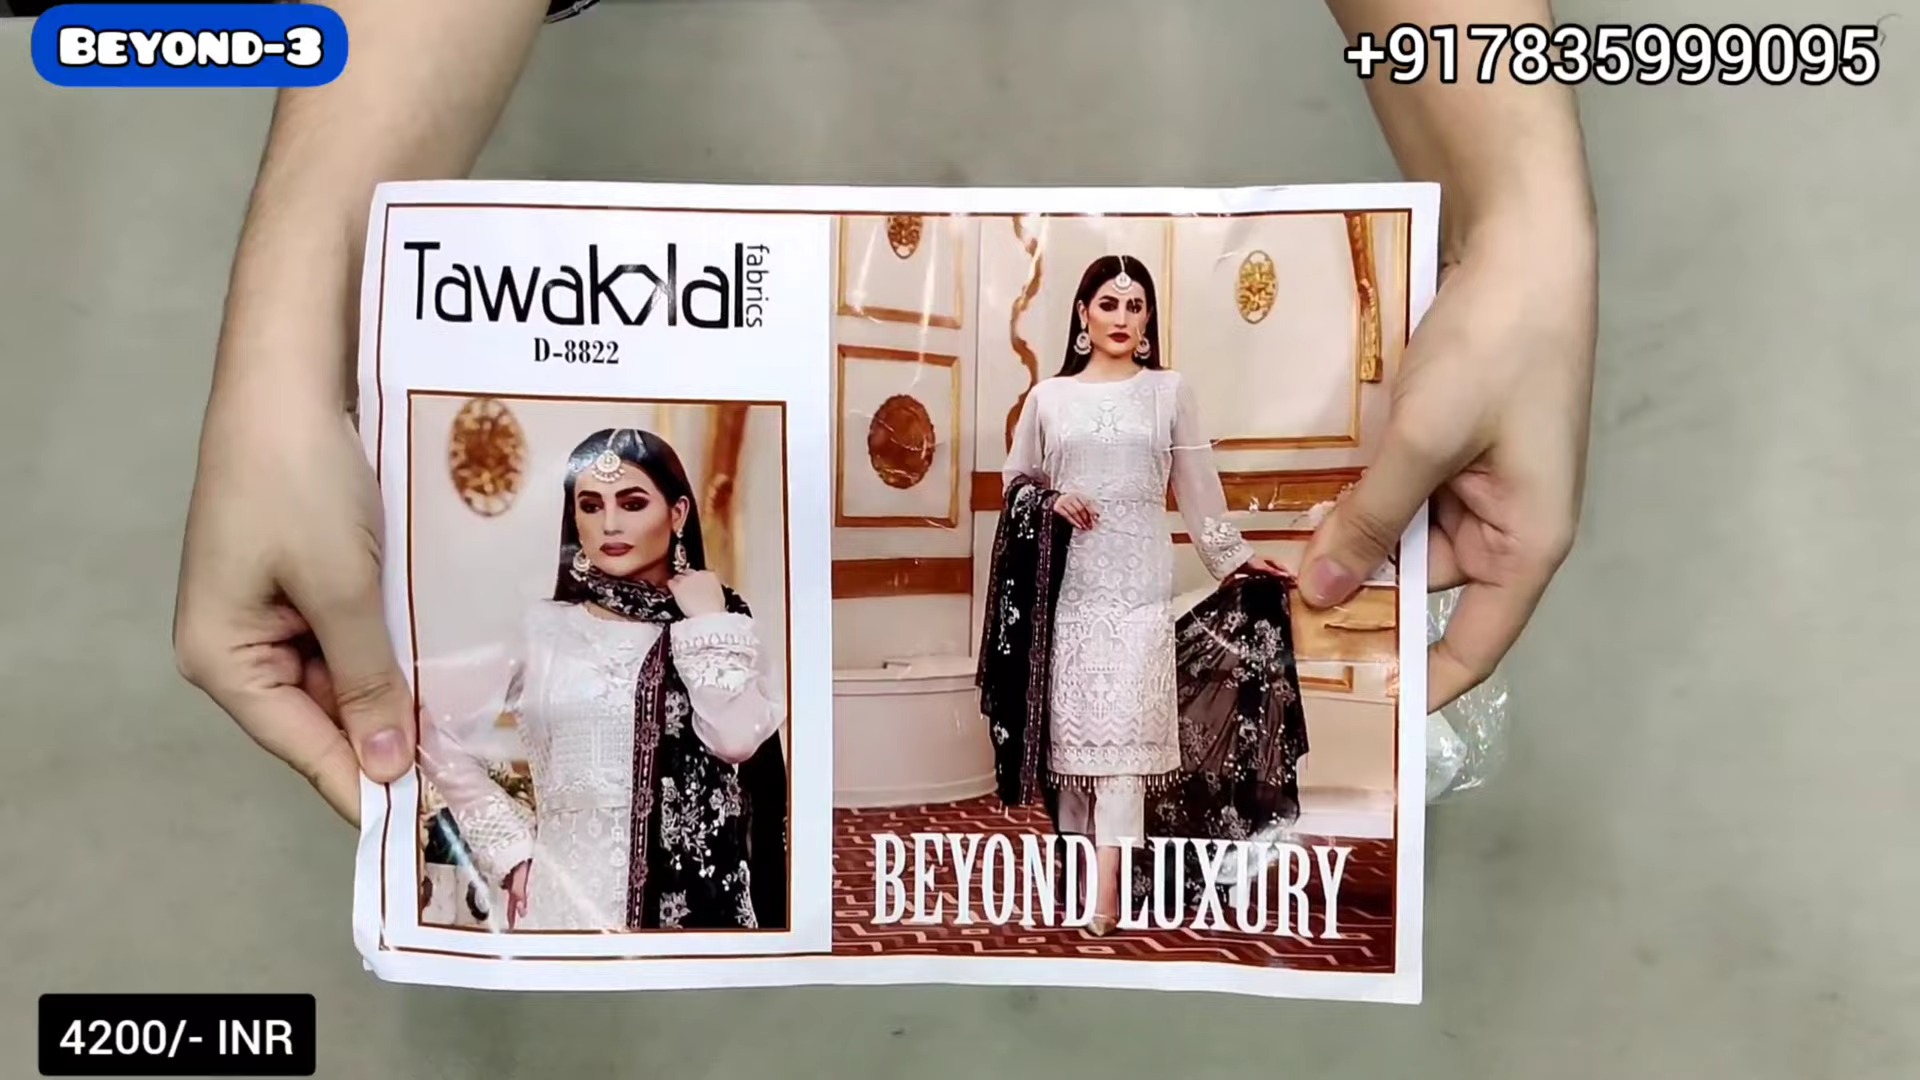 BEYOND-3
+917835999095
Tawakkal
fabrics
D-8822
BEYOND LUXURY
4200/- INR